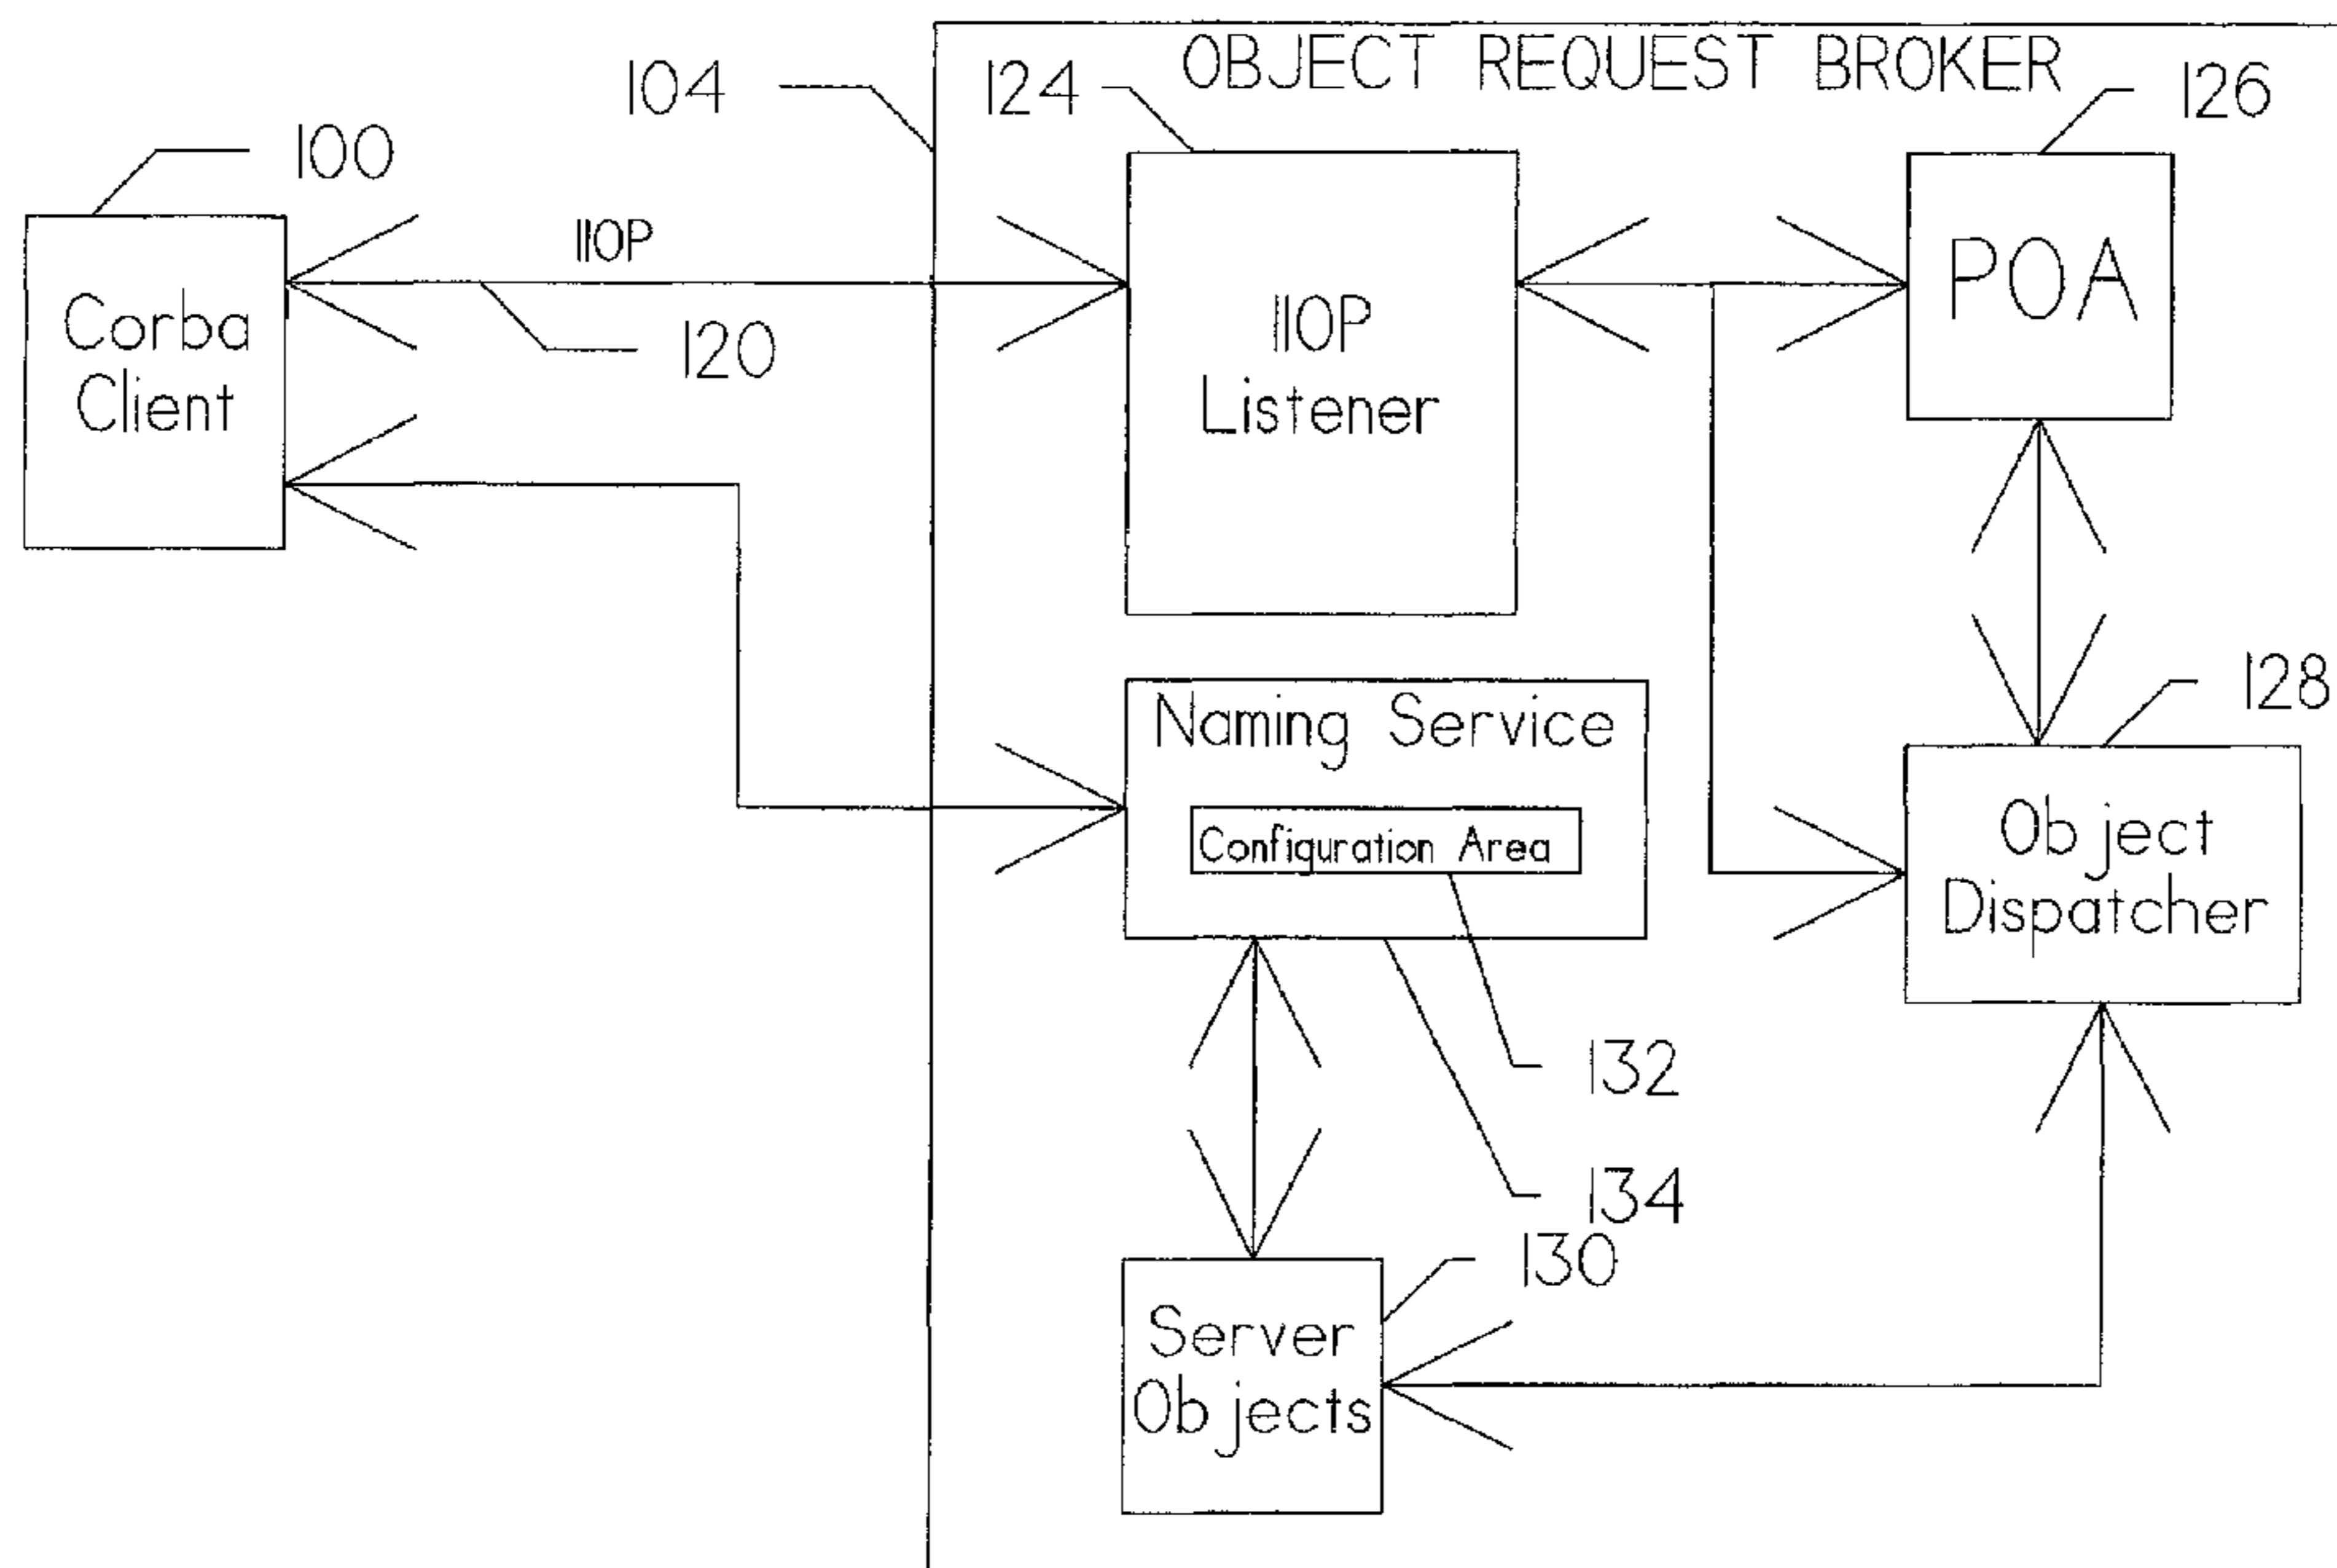 OBJECT REQUEST BROKER
104
124
126
100
IIOP
Corba
Client
120
IIOP
Listener
POA
128
Naming Service
Configuration Area
Object
Dispatcher
132
134
130
Server
Objects